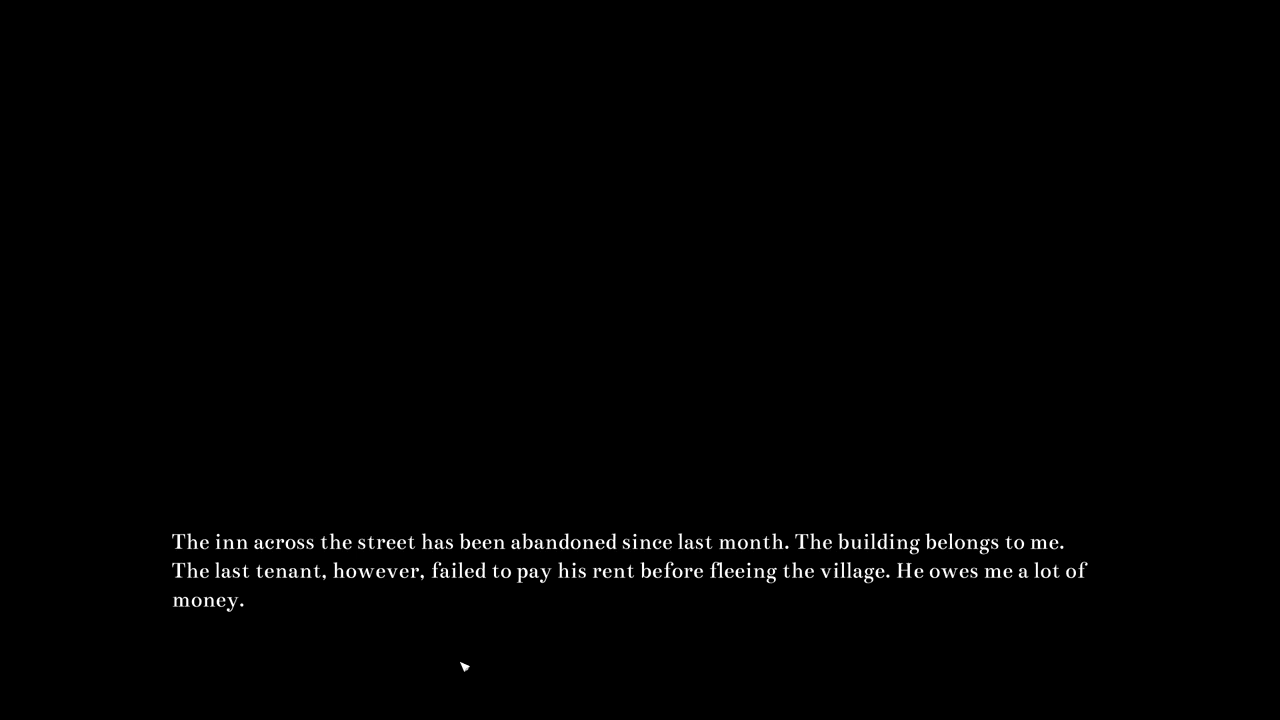 The inn across the street has been abandoned since last month. The building belongs to me.
The last tenant, however, failed to pay his rent before fleeing the village. He owes me a lot of
money.